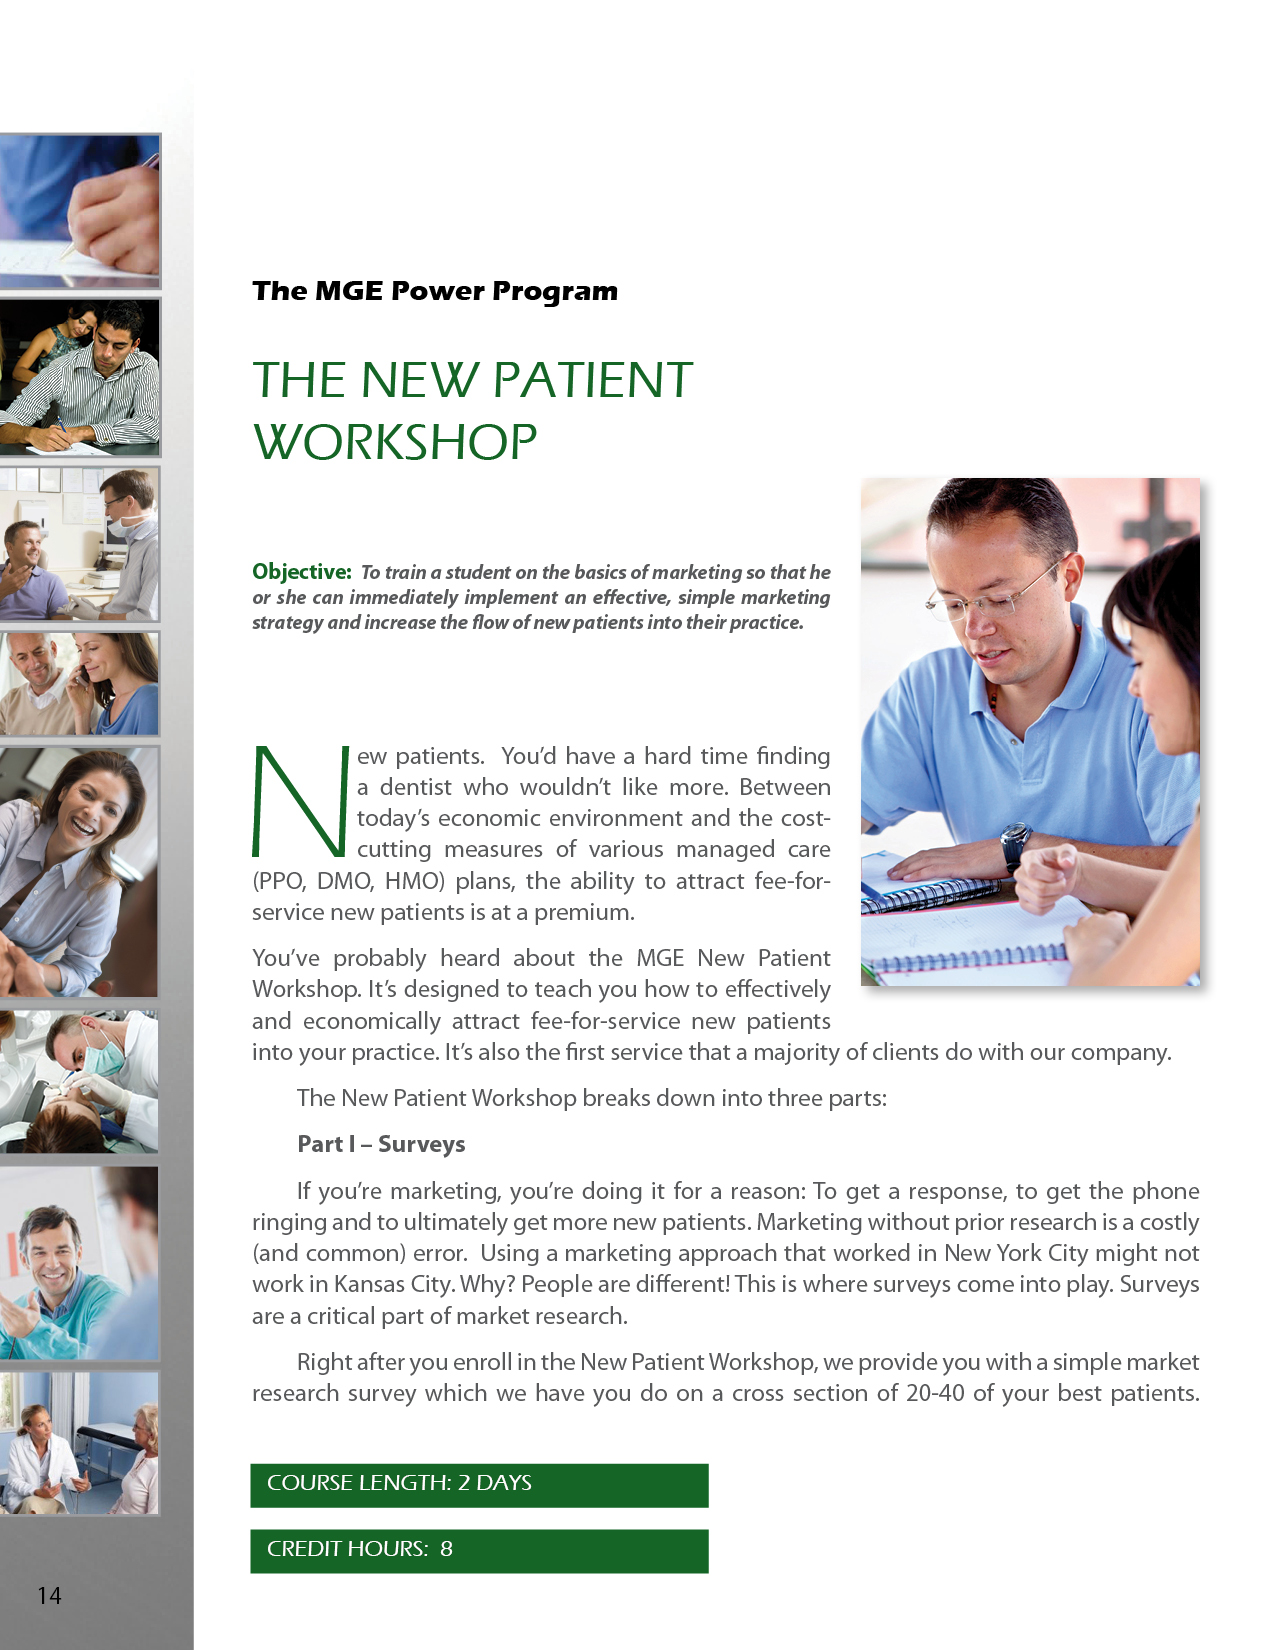 The MGE Power Program
THE NEW PATIENT
WORKSHOP
Objective:  To train a student on the basics of marketing so that he
or she can immediately implement an effective, simple marketing
strategy and increase the flow of new patients into their practice.
New patients.  You’d have a hard time finding
a dentist who wouldn’t like more. Between
today’s economic environment and the cost-
cutting measures of various managed care
(PPO, DMO, HMO) plans, the ability to attract fee-for-
service new patients is at a premium.
You’ve probably heard about the MGE New Patient
Workshop. It’s designed to teach you how to effectively
and economically attract fee-for-service new patients
into your practice. It’s also the first service that a majority of clients do with our company.
The New Patient Workshop breaks down into three parts:
Part I – Surveys
If you’re marketing, you’re doing it for a reason: To get a response, to get the phone
ringing and to ultimately get more new patients. Marketing without prior research is a costly
(and common) error.  Using a marketing approach that worked in New York City might not
work in Kansas City. Why? People are different! This is where surveys come into play. Surveys
are a critical part of market research.
Right after you enroll in the New Patient Workshop, we provide you with a simple market
research survey which we have you do on a cross section of 20-40 of your best patients.
COURSE LENGTH: 2 DAYS
CREDIT HOURS:  8
14